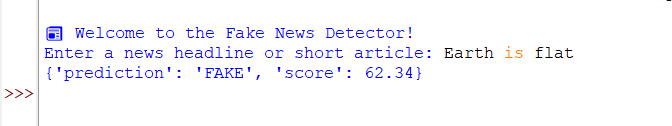 📰 Welcome to the Fake News Detector!
Enter a news headline or short article: Earth is flat
{'prediction': 'FAKE', 'score': 62.34}
>>>